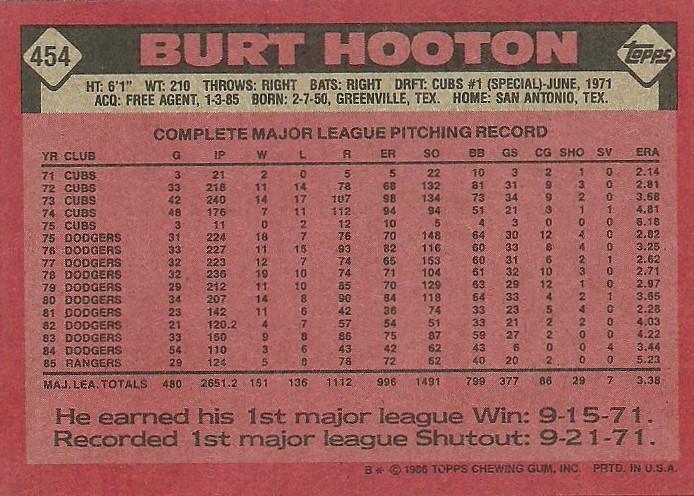 454
BURT HOOTON
topps
HT: 6'1" WT: 210 THROWS: RIGHT BATS: RIGHT DRFT: CUBS #1 (SPECIAL)-JUNE, 1971
ACQ: FREE AGENT, 1-3-85 BORN: 2-7-50, GREENVILLE, TEX. HOME: SAN ANTONIO, TEX.
COMPLETE MAJOR LEAGUE PITCHING RECORD
YR CLUB G IP W L R ER SO BB GS CG SHO SV ERA
71 CUBS 3 21 2 0 5 5 22 10 3 2 1 0 2.14
72 CUBS 33 218 11 14 78 68 132 81 31 9 3 0 2.81
73 CUBS 42 240 14 17 107 98 134 73 34 9 2 0 3.68
74 CUBS 48 176 7 11 112 94 94 51 21 3 1 1 4.81
75 CUBS 3 11 0 2 12 10 5 4 3 0 0 0 8.18
75 DODGERS 31 224 18 7 76 70 148 64 30 12 4 0 2.82
76 DODGERS 33 227 11 15 93 82 116 60 33 8 4 0 3.25
77 DODGERS 32 223 12 7 74 65 153 60 31 6 2 1 2.62
78 DODGERS 32 236 19 10 74 71 104 61 32 10 3 0 2.71
79 DODGERS 29 212 11 10 85 70 129 63 29 12 1 0 2.97
80 DODGERS 34 207 14 8 90 84 118 64 33 4 2 1 3.65
81 DODGERS 23 142 11 6 42 36 74 33 23 5 4 0 2.28
82 DODGERS 21 120.2 4 7 57 54 51 33 21 2 2 0 4.03
83 DODGERS 33 160 9 8 86 75 87 59 27 2 0 0 4.22
84 DODGERS 54 110 3 6 43 42 62 43 6 0 0 4 3.44
85 RANGERS 29 124 5 8 78 72 62 40 20 2 0 0 5.23
MAJ. LEA. TOTALS 480 2651.2 151 136 1112 996 1491 799 377 86 29 7 3.38
He earned his 1st major league Win: 9-15-71.
Recorded 1st major league Shutout: 9-21-71.
B* © 1986 TOPPS CHEWING GUM, INC. PRTD. IN U.S.A.